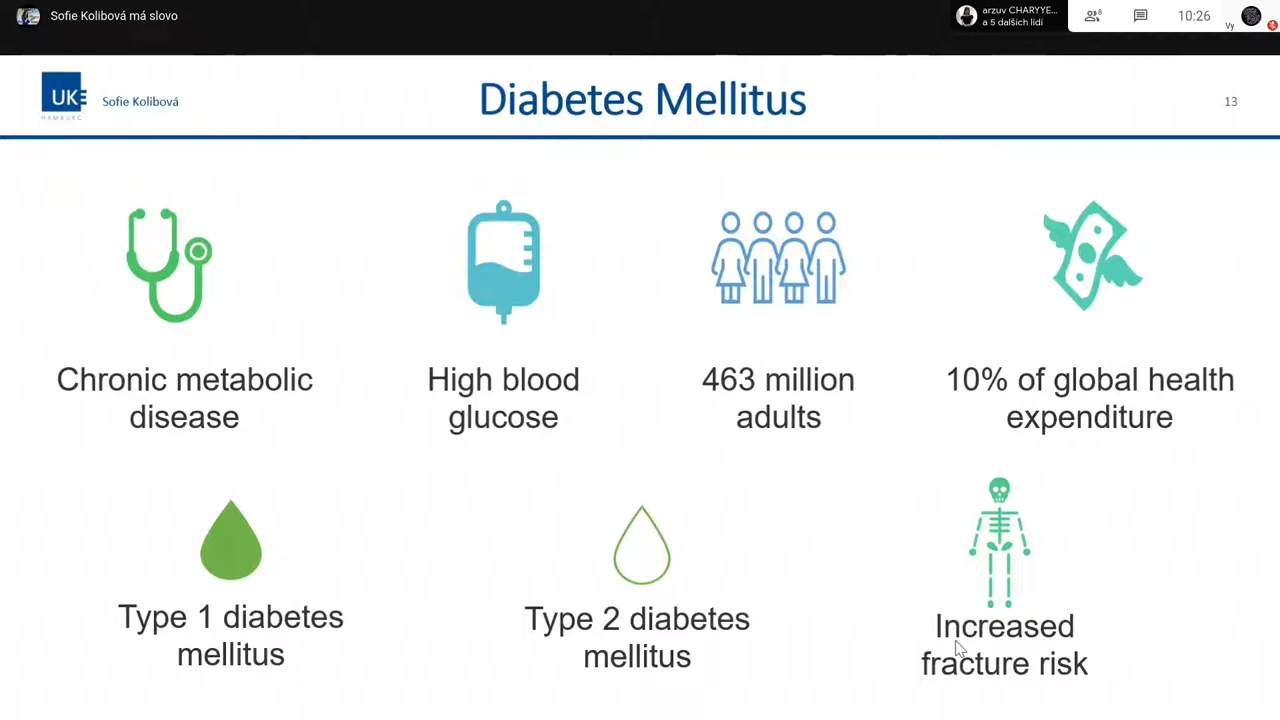 Sofie Kolibová má slovo
arzuv CHARYYE...
a 5 dalších lidí
8
10:26
Vy
UKE
HAMBURG
Sofie Kolibová
Diabetes Mellitus
13
Chronic metabolic
disease
High blood
glucose
463 million
adults
10% of global health
expenditure
Type 1 diabetes
mellitus
Type 2 diabetes
mellitus
Increased
fracture risk